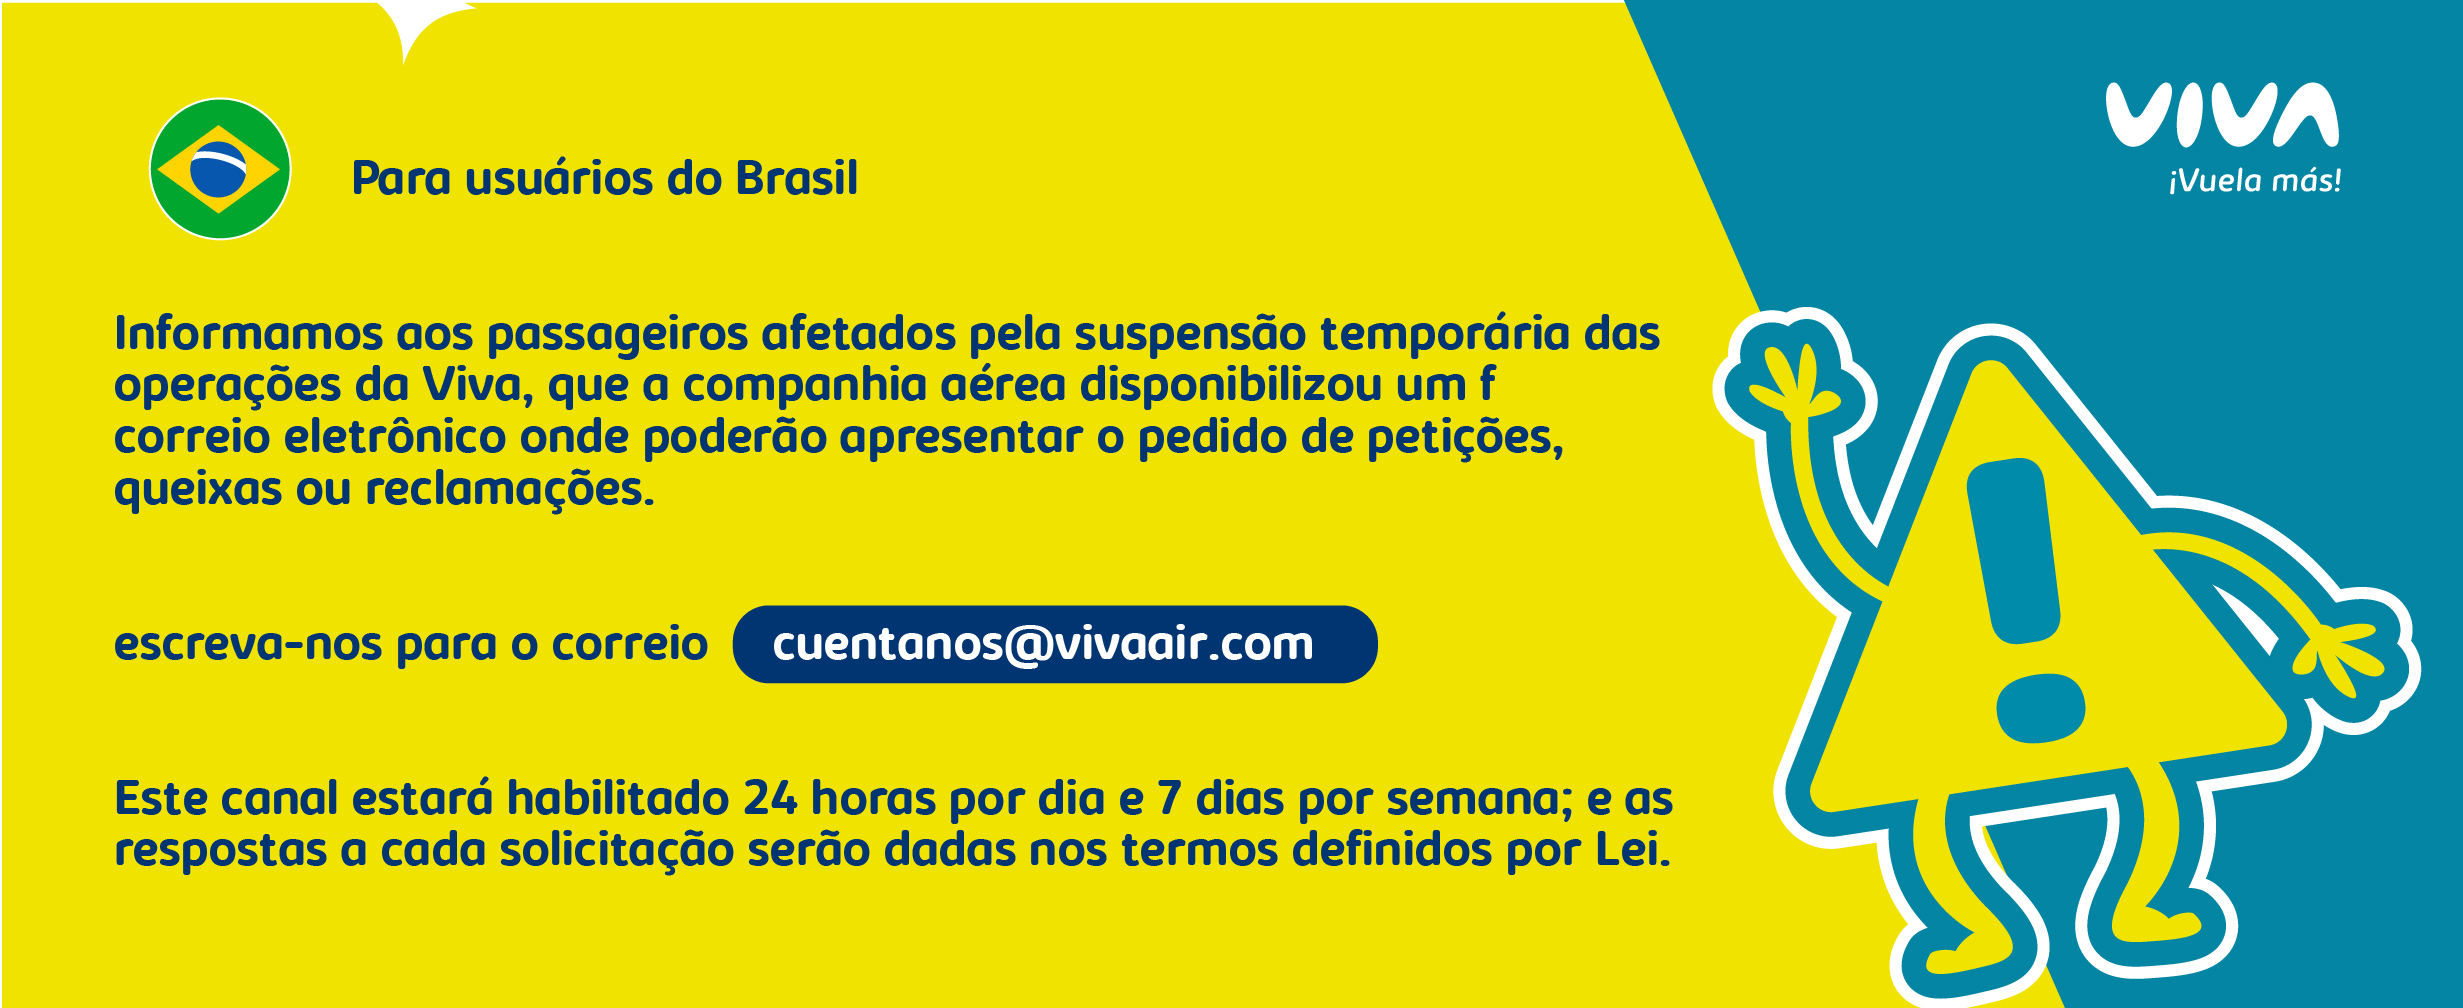 VIVA
¡Vuela más!
Para usuários do Brasil
Informamos aos passageiros afetados pela suspensão temporária das
operações da Viva, que a companhia aérea disponibilizou um f
correio eletrônico onde poderão apresentar o pedido de petições,
queixas ou reclamações.
escreva-nos para o correio cuentanos@vivaair.com
Este canal estará habilitado 24 horas por dia e 7 dias por semana; e as
respostas a cada solicitação serão dadas nos termos definidos por Lei.